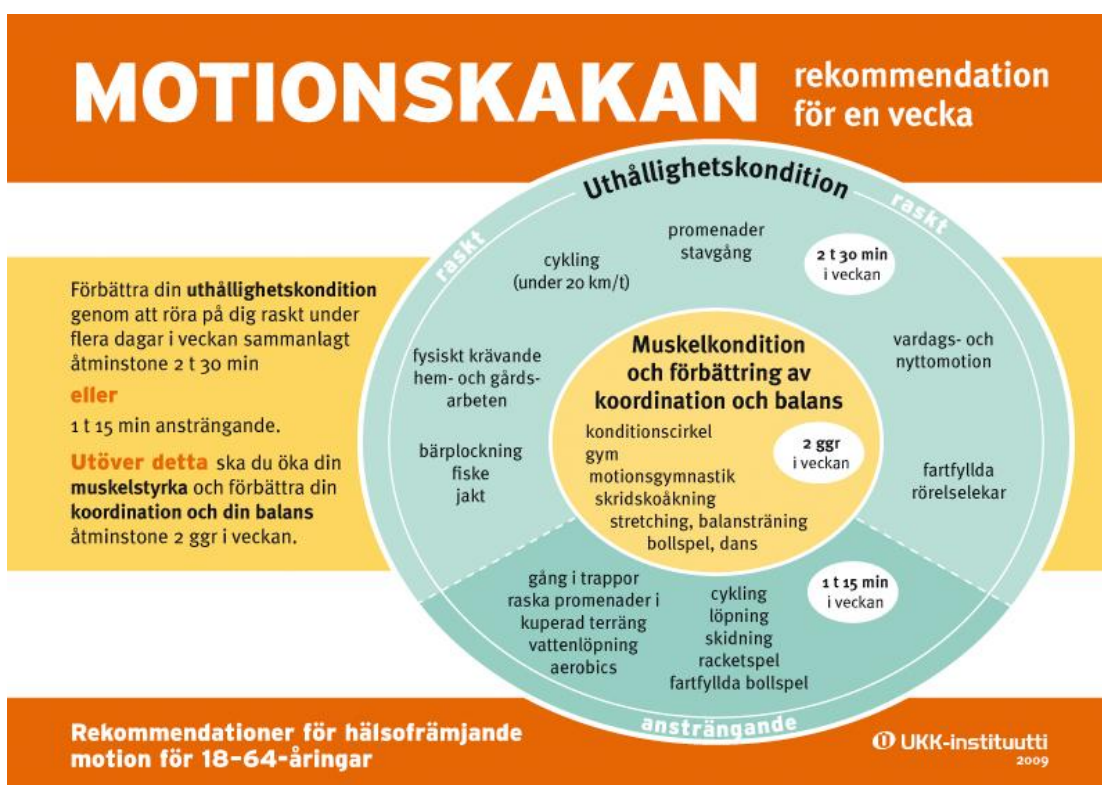 MOTIONSKAKAN
rekommendation
för en vecka
Förbättra din uthållighetskondition
genom att röra på dig raskt under
flera dagar i veckan sammanlagt
åtminstone 2 t 30 min
eller
1 t 15 min ansträngande.
Utöver detta ska du öka din
muskelstyrka och förbättra din
koordination och din balans
åtminstone 2 ggr i veckan.
Uthållighetskondition
raskt
raskt
promenader
stavgång
2 t 30 min
i veckan
cykling
(under 20 km/t)
vardags- och
nyttomotion
fysiskt krävande
hem- och gårds-
arbeten
bärplockning
fiske
jakt
fartfyllda
rörelselekar
Muskelkondition
och förbättring av
koordination och balans
konditionscirkel
gym
motionsgymnastik
skridskoåkning
stretching, balansträning
bollspel, dans
2 ggr
i veckan
gång i trappor
raska promenader i
kuperad terräng
vattenlöpning
aerobics
cykling
löpning
skidning
racketspel
fartfyllda bollspel
1 t 15 min
i veckan
ansträngande
Rekommendationer för hälsofrämjande
motion för 18–64-åringar
UKK-instituutti
2009